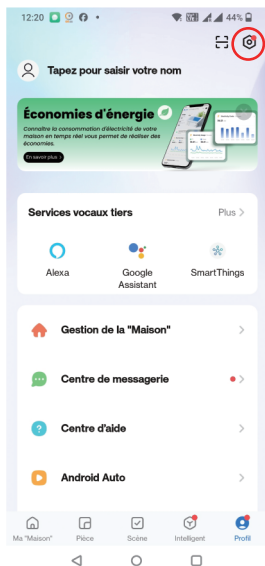 12:20
44%
Tapez pour saisir votre nom
Économies
d'énergie
Connaître la consommation d'électricité de votre
maison en temps réel vous permet de réaliser des
économies.
En savoir plus >
Services vocaux tiers
Plus >
Alexa
Google
Assistant
SmartThings
Gestion de la "Maison"
Centre de messagerie
Centre d'aide
Android Auto
Ma "Maison"
Pièce
Scène
Intelligent
Profil